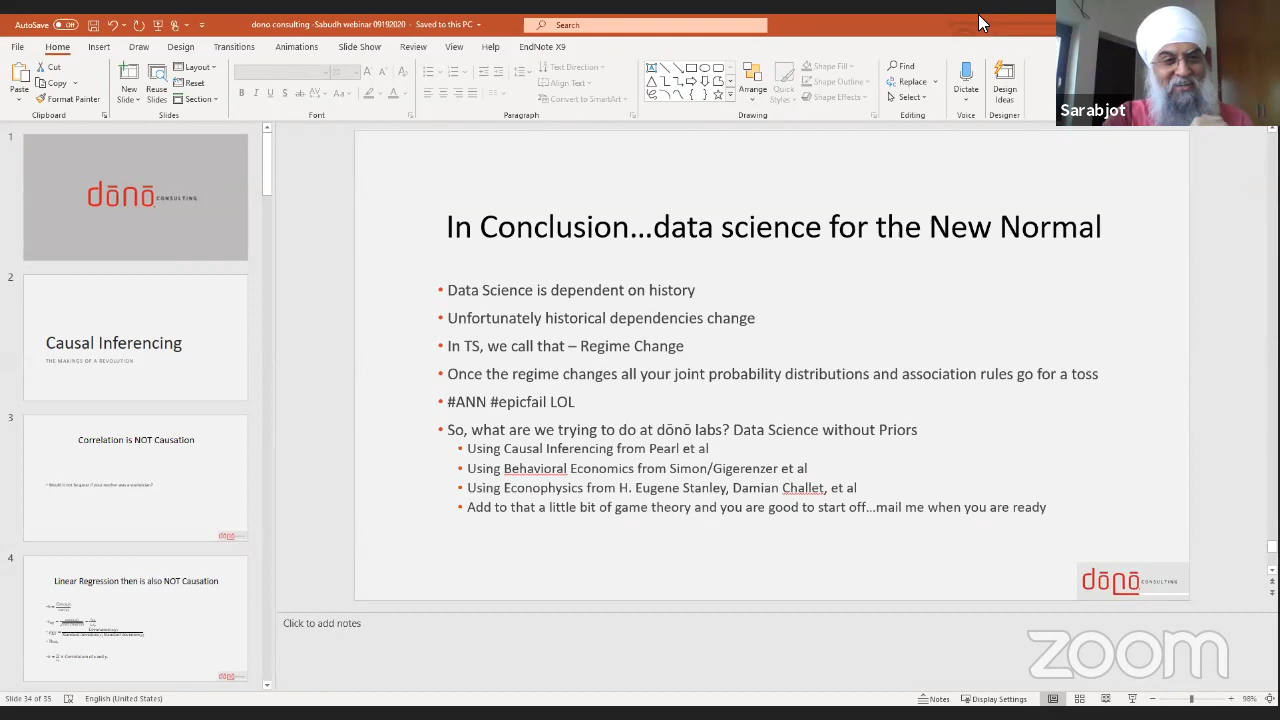 AutoSave Off
dono consulting -Sabudh webinar 09192020 - Saved to this PC
Search
File Home Insert Draw Design Transitions Animations Slide Show Review View Help EndNote X9
Paste
Cut
Copy
Format Painter
Clipboard
New Slide
Reuse Slides
Layout
Reset
Section
Slides
Font
Text Direction
Align Text
Convert to SmartArt
Paragraph
Arrange
Quick Styles
Shape Fill
Shape Outline
Shape Effects
Drawing
Find
Replace
Select
Editing
Dictate
Voice
Design Ideas
Designer
Sarabjot
1
dōnō CONSULTING
2
Causal Inferencing
THE MAKINGS OF A REVOLUTION
3
Correlation is NOT Causation
dōnō
4
Linear Regression then is also NOT Causation
dōnō
In Conclusion...data science for the New Normal
• Data Science is dependent on history
• Unfortunately historical dependencies change
• In TS, we call that – Regime Change
• Once the regime changes all your joint probability distributions and association rules go for a toss
• #ANN #epicfail LOL
• So, what are we trying to do at dōnō labs? Data Science without Priors
• Using Causal Inferencing from Pearl et al
• Using Behavioral Economics from Simon/Gigerenzer et al
• Using Econophysics from H. Eugene Stanley, Damian Challet, et al
• Add to that a little bit of game theory and you are good to start off...mail me when you are ready
dōnō CONSULTING
Click to add notes
zoom
Slide 34 of 35
English (United States)
Notes
Display Settings
98%